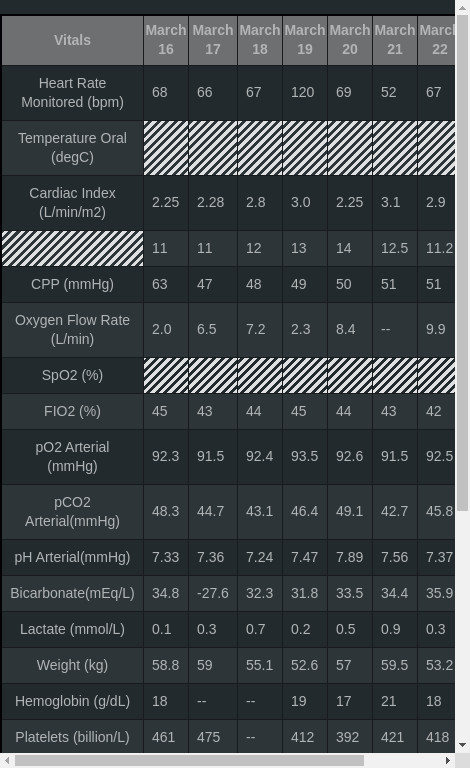 Vitals March 16 March 17 March 18 March 19 March 20 March 21 March 22
Heart Rate Monitored (bpm) 68 66 67 120 69 52 67
Temperature Oral (degC)
Cardiac Index (L/min/m2) 2.25 2.28 2.8 3.0 2.25 3.1 2.9
11 11 12 13 14 12.5 11.2
CPP (mmHg) 63 47 48 49 50 51 51
Oxygen Flow Rate (L/min) 2.0 6.5 7.2 2.3 8.4 -- 9.9
SpO2 (%)
FIO2 (%) 45 43 44 45 44 43 42
pO2 Arterial (mmHg) 92.3 91.5 92.4 93.5 92.6 91.5 92.5
pCO2 Arterial(mmHg) 48.3 44.7 43.1 46.4 49.1 42.7 45.8
pH Arterial(mmHg) 7.33 7.36 7.24 7.47 7.89 7.56 7.37
Bicarbonate(mEq/L) 34.8 -27.6 32.3 31.8 33.5 34.4 35.9
Lactate (mmol/L) 0.1 0.3 0.7 0.2 0.5 0.9 0.3
Weight (kg) 58.8 59 55.1 52.6 57 59.5 53.2
Hemoglobin (g/dL) 18 -- -- 19 17 21 18
Platelets (billion/L) 461 475 -- 412 392 421 418